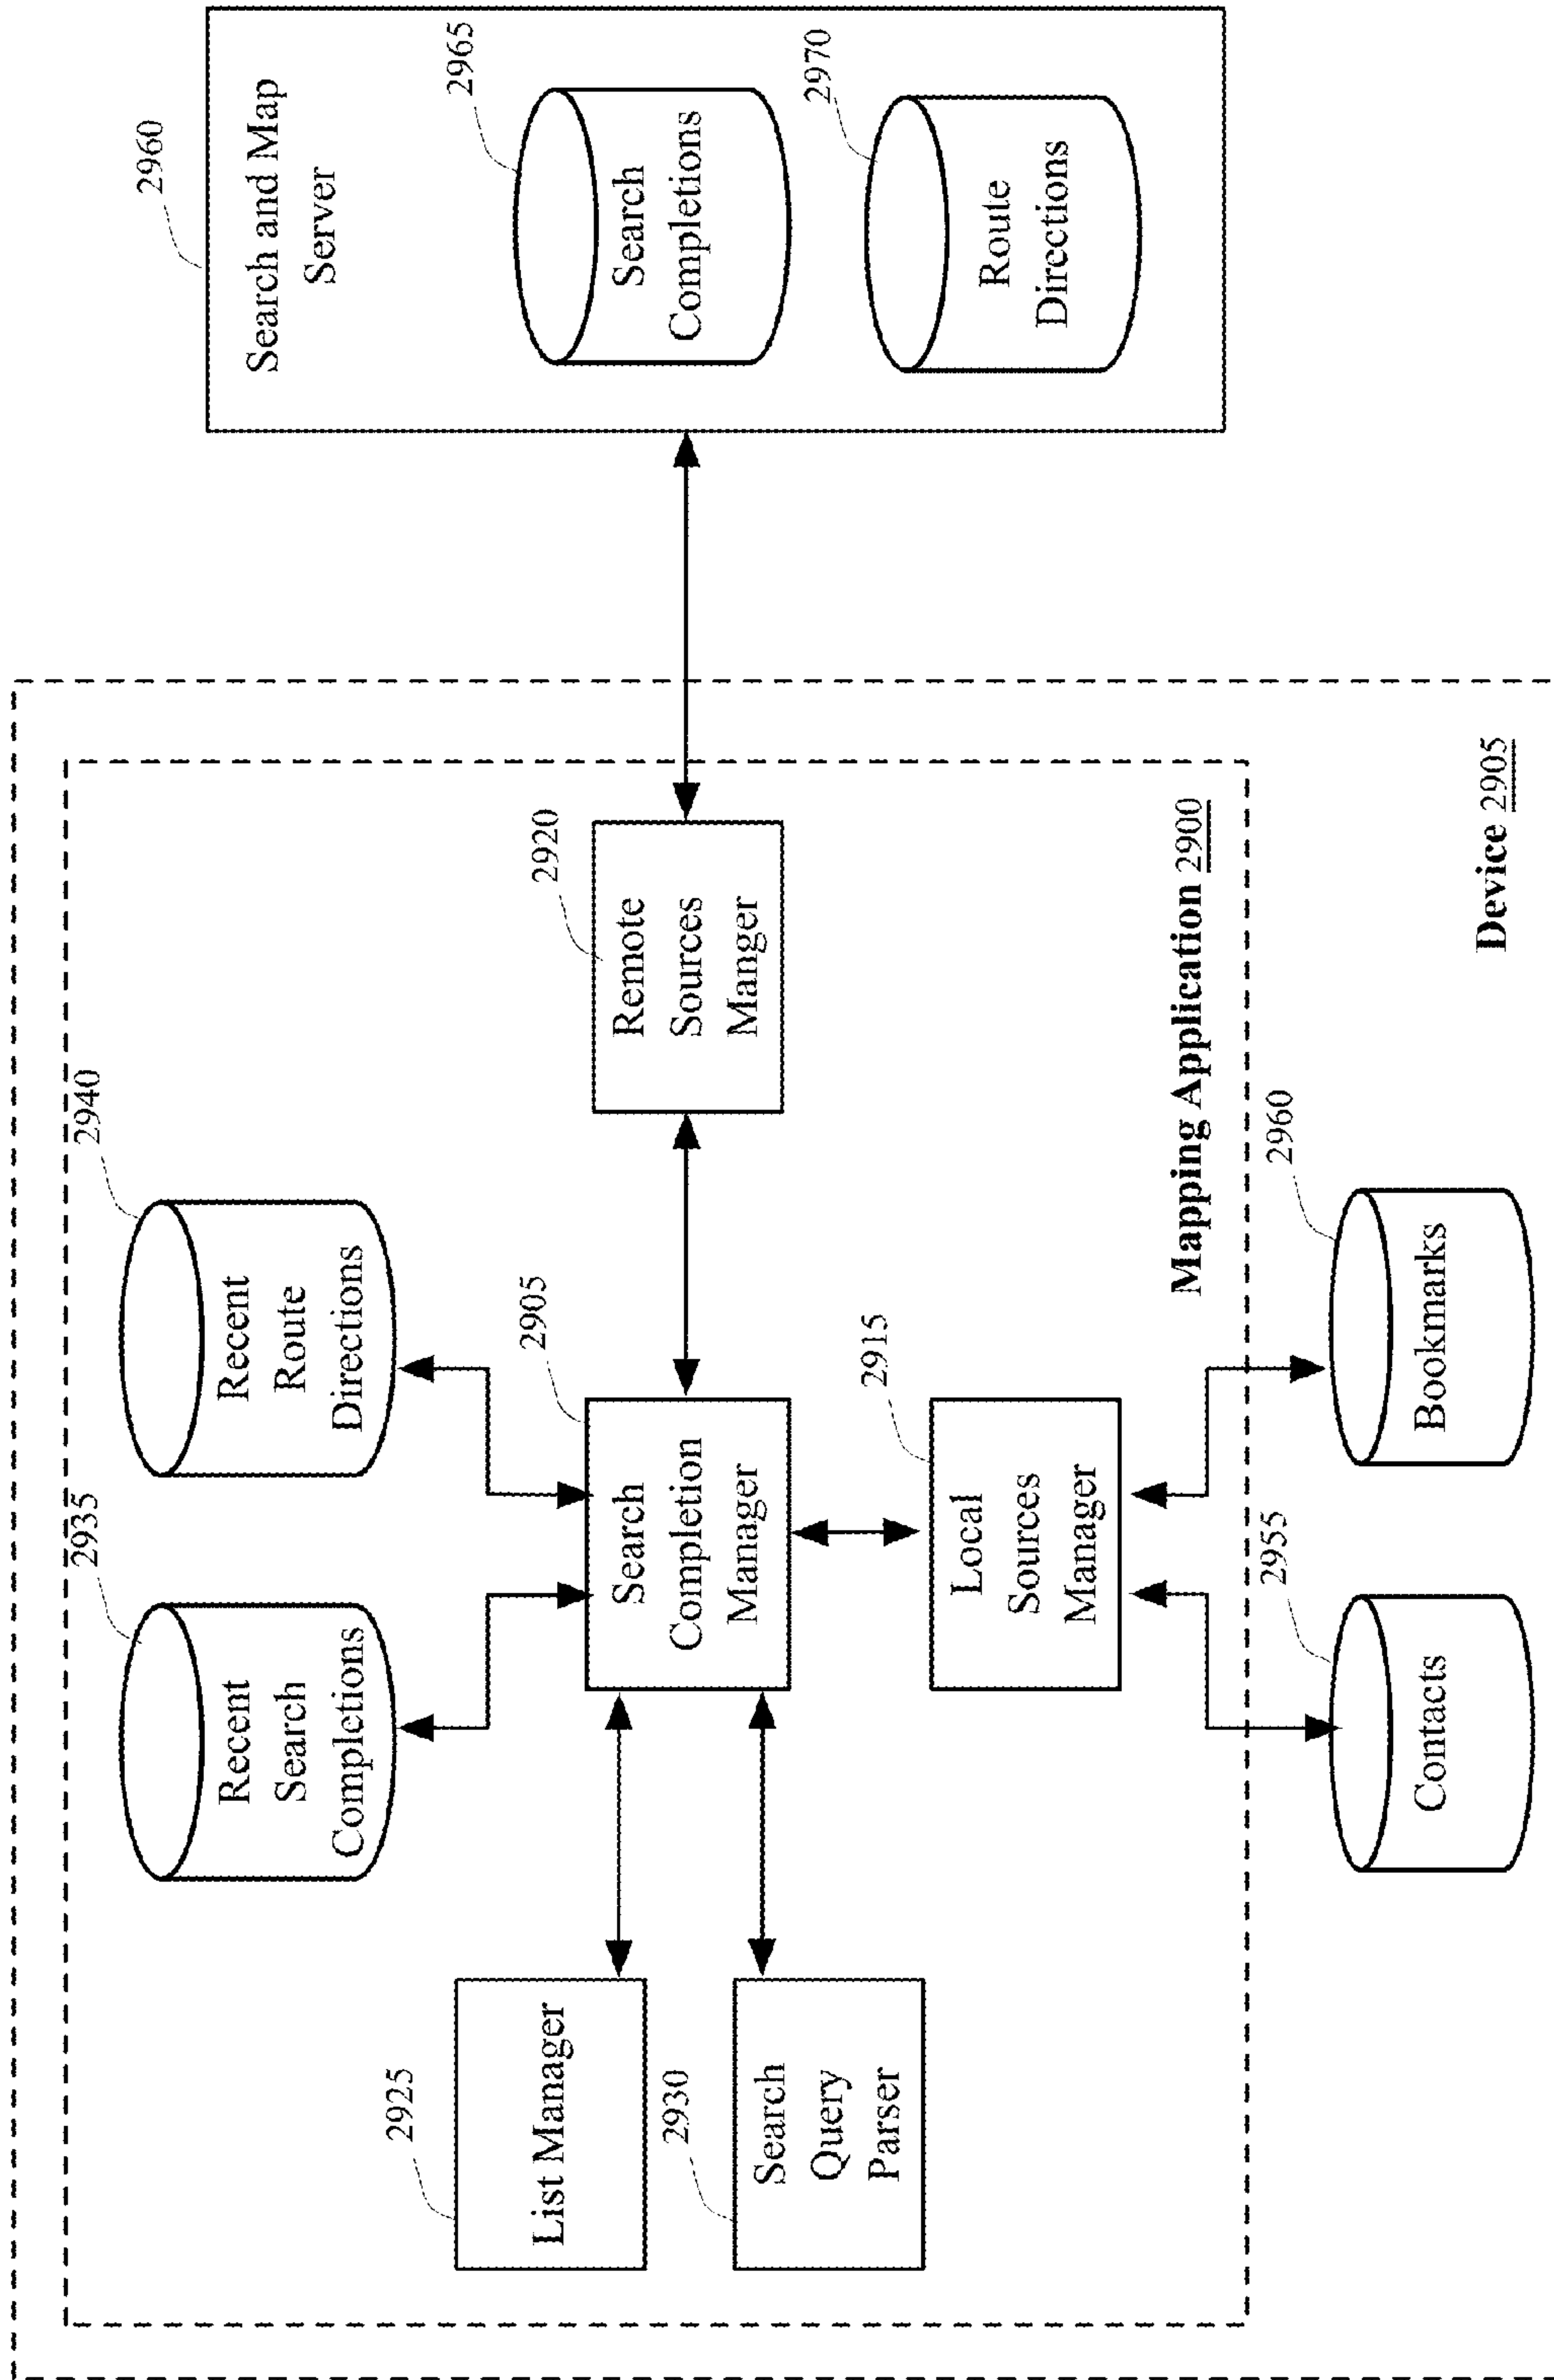 2935
Recent
Search
Completions
2940
Recent
Route
Directions
2925
List Manager
2930
Search
Query
Parser
2905
Search
Completion
Manager
2920
Remote
Sources
Manger
2915
Local
Sources
Manager
Mapping Application 2900
2955
Contacts
2960
Bookmarks
Device 2905
2960
Search and Map
Server
2965
Search
Completions
2970
Route
Directions